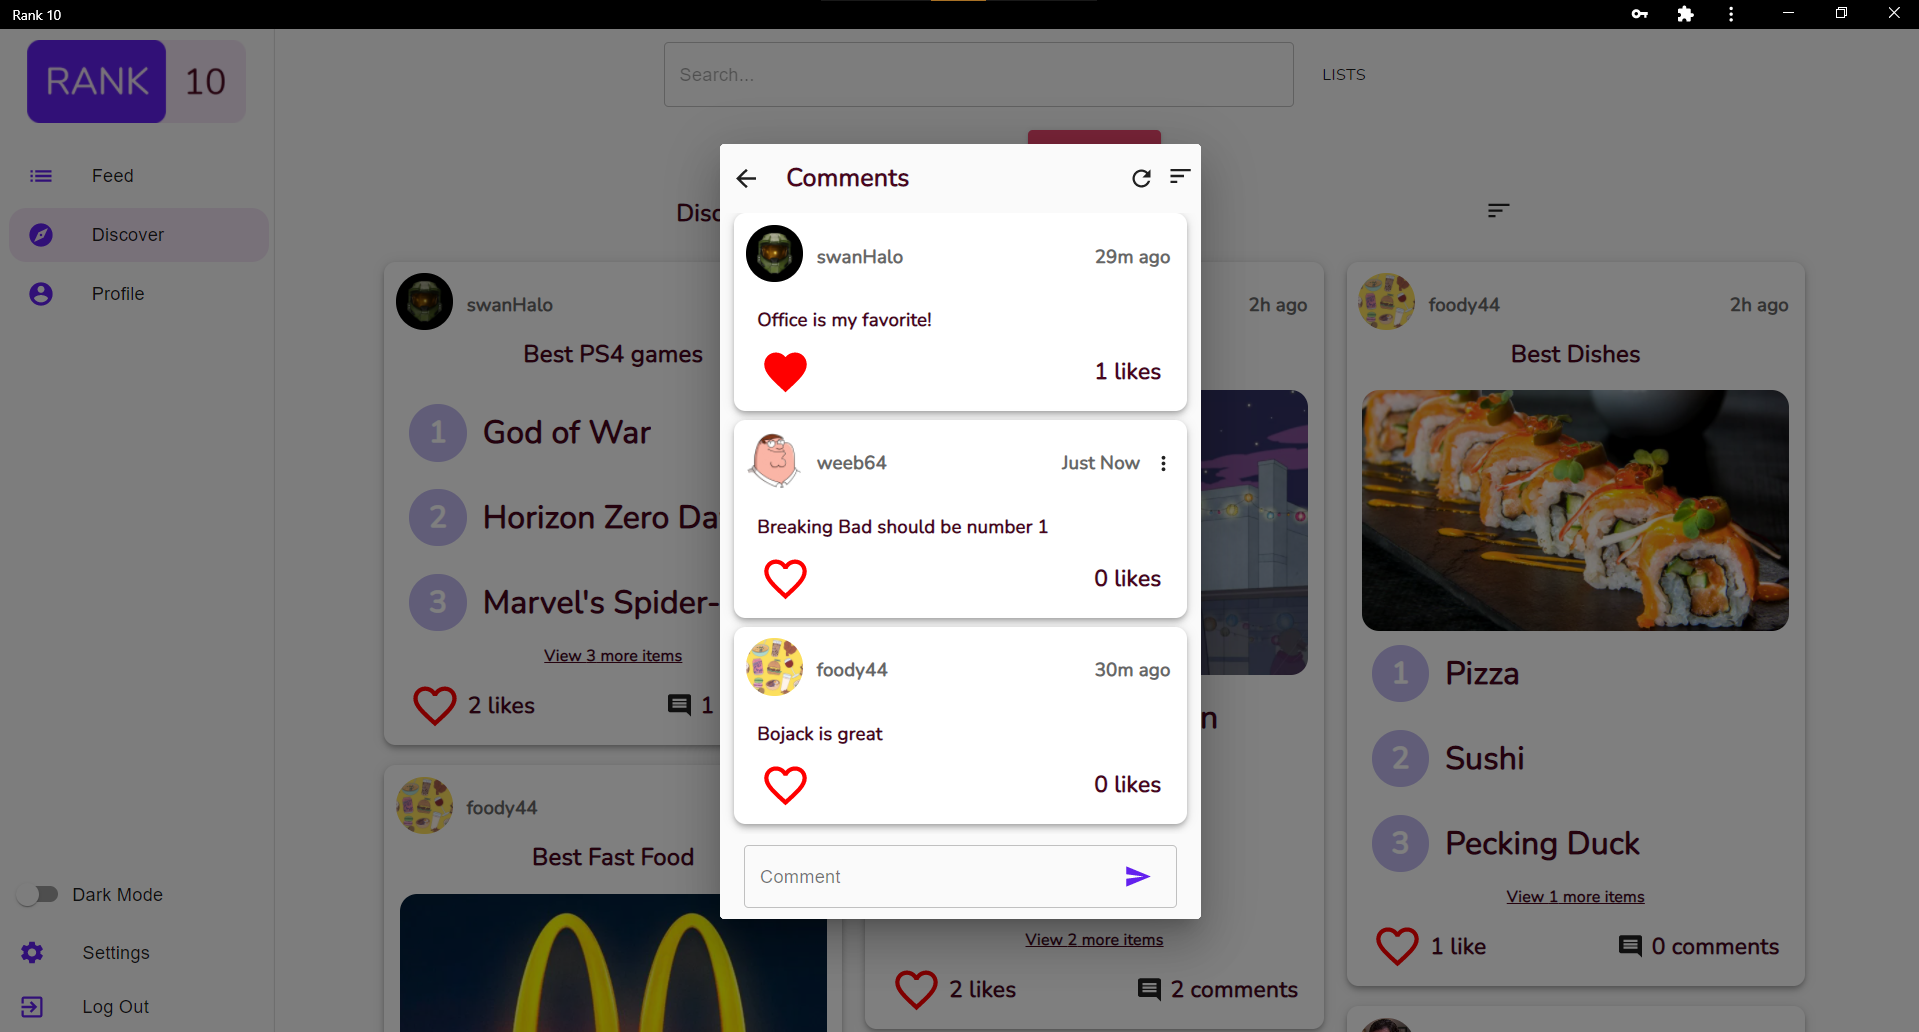 Rank 10
RANK 10
Search...
LISTS
Feed
Discover
Profile
Dark Mode
Settings
Log Out
Disc
swanHalo
Best PS4 games
1 God of War
2 Horizon Zero Da
3 Marvel's Spider-
View 3 more items
2 likes 1
foody44
Best Fast Food
Comments
swanHalo 29m ago
Office is my favorite!
1 likes
weeb64 Just Now
Breaking Bad should be number 1
0 likes
foody44 30m ago
Bojack is great
0 likes
Comment
2h ago
n
View 2 more items
2 likes 2 comments
foody44 2h ago
Best Dishes
1 Pizza
2 Sushi
3 Pecking Duck
View 1 more items
1 like 0 comments